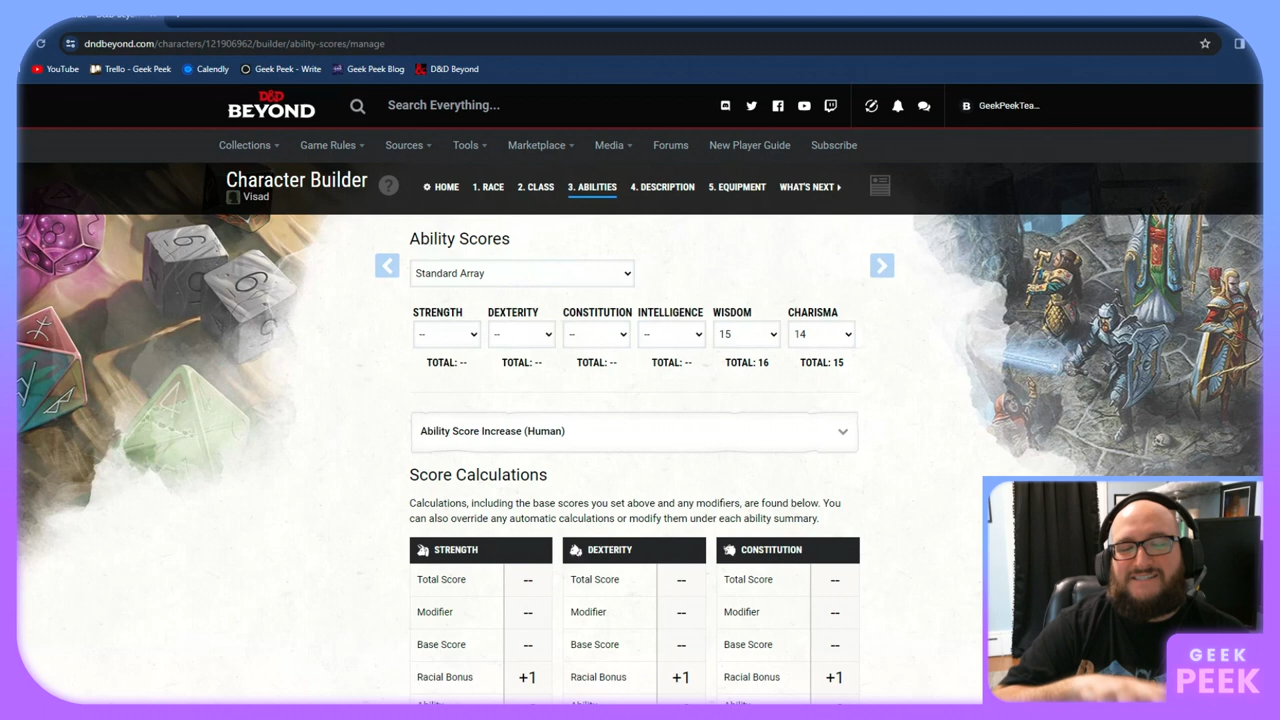 dndbeyond.com/characters/121906962/builder/ability-scores/manage
YouTube Trello - Geek Peek Calendly Geek Peek - Write Geek Peek Blog D&D Beyond
D&D
BEYOND
Search Everything...
B GeekPeekTea...
Collections Game Rules Sources Tools Marketplace Media Forums New Player Guide Subscribe
Character Builder ?
Visad
HOME 1. RACE 2. CLASS 3. ABILITIES 4. DESCRIPTION 5. EQUIPMENT WHAT'S NEXT
Ability Scores
Standard Array
STRENGTH DEXTERITY CONSTITUTION INTELLIGENCE WISDOM CHARISMA
-- -- -- -- 15 14
TOTAL: -- TOTAL: -- TOTAL: -- TOTAL: -- TOTAL: 16 TOTAL: 15
Ability Score Increase (Human)
Score Calculations
Calculations, including the base scores you set above and any modifiers, are found below. You
can also override any automatic calculations or modify them under each ability summary.
STRENGTH DEXTERITY CONSTITUTION
Total Score -- Total Score -- Total Score --
Modifier -- Modifier -- Modifier --
Base Score -- Base Score -- Base Score --
Racial Bonus +1 Racial Bonus +1 Racial Bonus +1
GEEK
PEEK